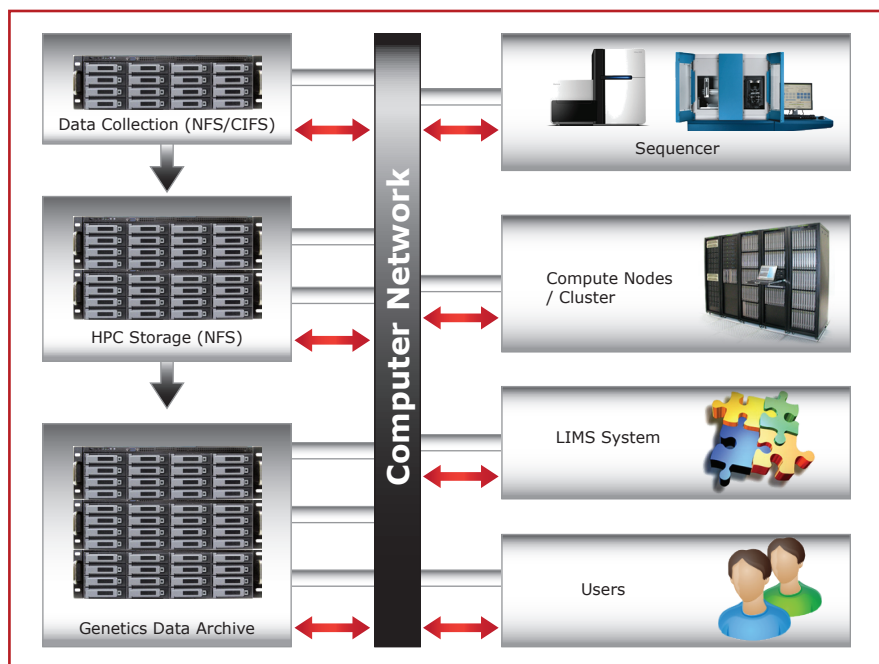 Data Collection (NFS/CIFS)
HPC Storage (NFS)
Genetics Data Archive
Computer Network
Sequencer
Compute Nodes
/ Cluster
LIMS System
Users